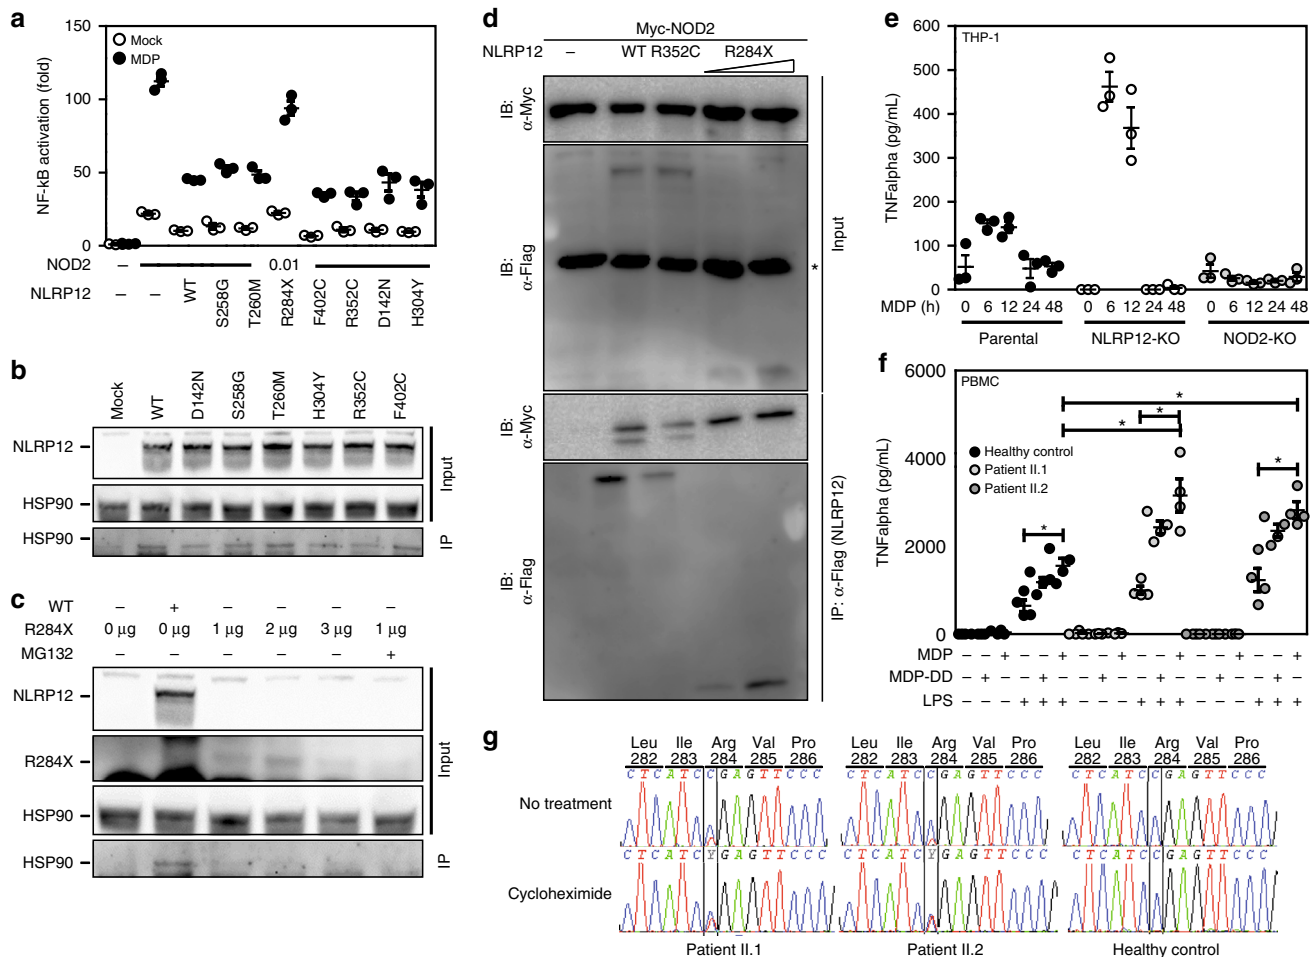 a
150
100
50
0
NF-kB activation (fold)
Mock
MDP
NOD2 – 0.01
NLRP12 – – WT S258G T260M R284X F402C R352C D142N H304Y
b
Mock WT D142N S258G T260M H304Y R352C F402C
NLRP12
HSP90
Input
HSP90
IP
c
WT – + – – – –
R284X 0 µg 0 µg 1 µg 2 µg 3 µg 1 µg
MG132 – – – – – +
NLRP12
R284X
HSP90
Input
HSP90
IP
d
Myc-NOD2
NLRP12 – WT R352C R284X
IB: α-Myc
IB: α-Flag
*
Input
IB: α-Myc
IB: α-Flag
IP: α-Flag (NLRP12)
e
THP-1
600
500
400
300
200
100
0
TNFalpha (pg/mL)
MDP (h) 0 6 12 24 48 0 6 12 24 48 0 6 12 24 48
Parental NLRP12-KO NOD2-KO
f
PBMC
6000
4000
2000
0
TNFalpha (pg/mL)
Healthy control
Patient II.1
Patient II.2
* * * * *
MDP – – + – – + – – + – – + – – + – – +
MDP-DD – + – – + – – + – – + – – + – – + –
LPS – – – + + + – – – + + + – – – + + +
g
Leu Ile Arg Val Pro Leu Ile Arg Val Pro Leu Ile Arg Val Pro
282 283 284 285 286 282 283 284 285 286 282 283 284 285 286
C T C A T C C G A G T T C C C C T C A T C C G A G T T C C C C T C A T C C G A G T T C C C
No treatment
C T C A T C Y G A G T T C C C C T C A T C Y G A G T T C C C C T C A T C C G A G T T C C C
Cycloheximide
Patient II.1 Patient II.2 Healthy control